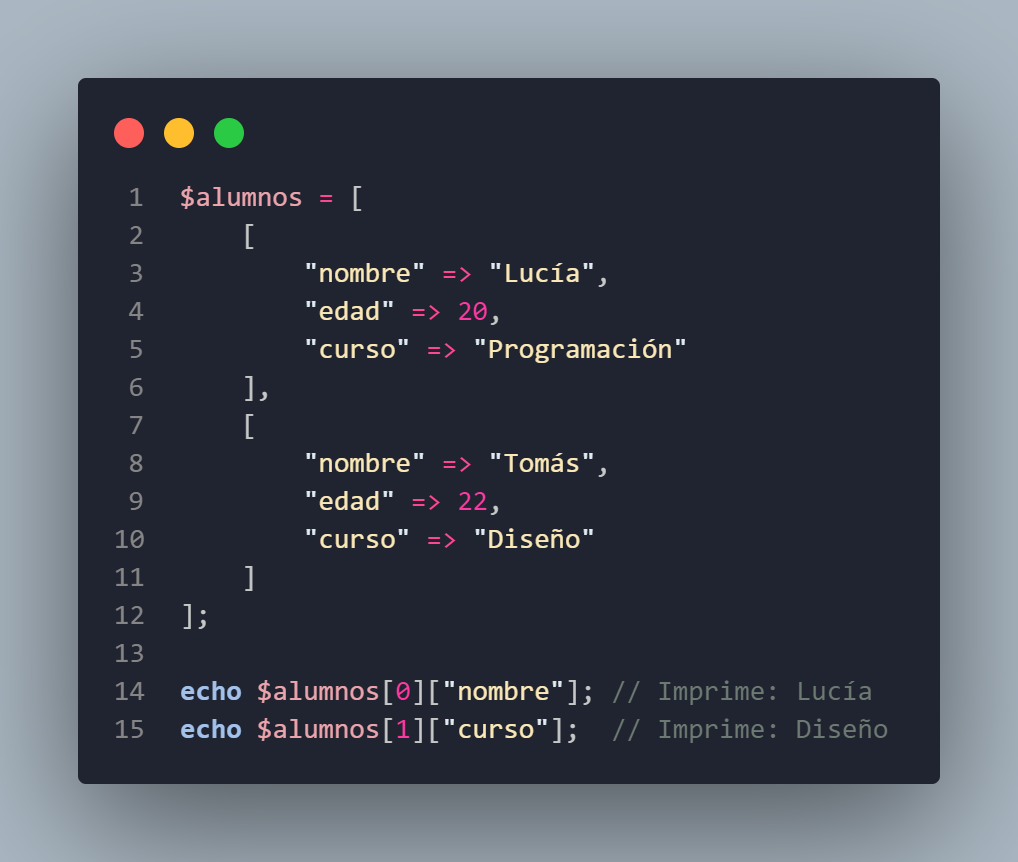 1 $alumnos = [
2     [
3         "nombre" => "Lucía",
4         "edad" => 20,
5         "curso" => "Programación"
6     ],
7     [
8         "nombre" => "Tomás",
9         "edad" => 22,
10         "curso" => "Diseño"
11     ]
12 ];
13
14 echo $alumnos[0]["nombre"]; // Imprime: Lucía
15 echo $alumnos[1]["curso"];  // Imprime: Diseño